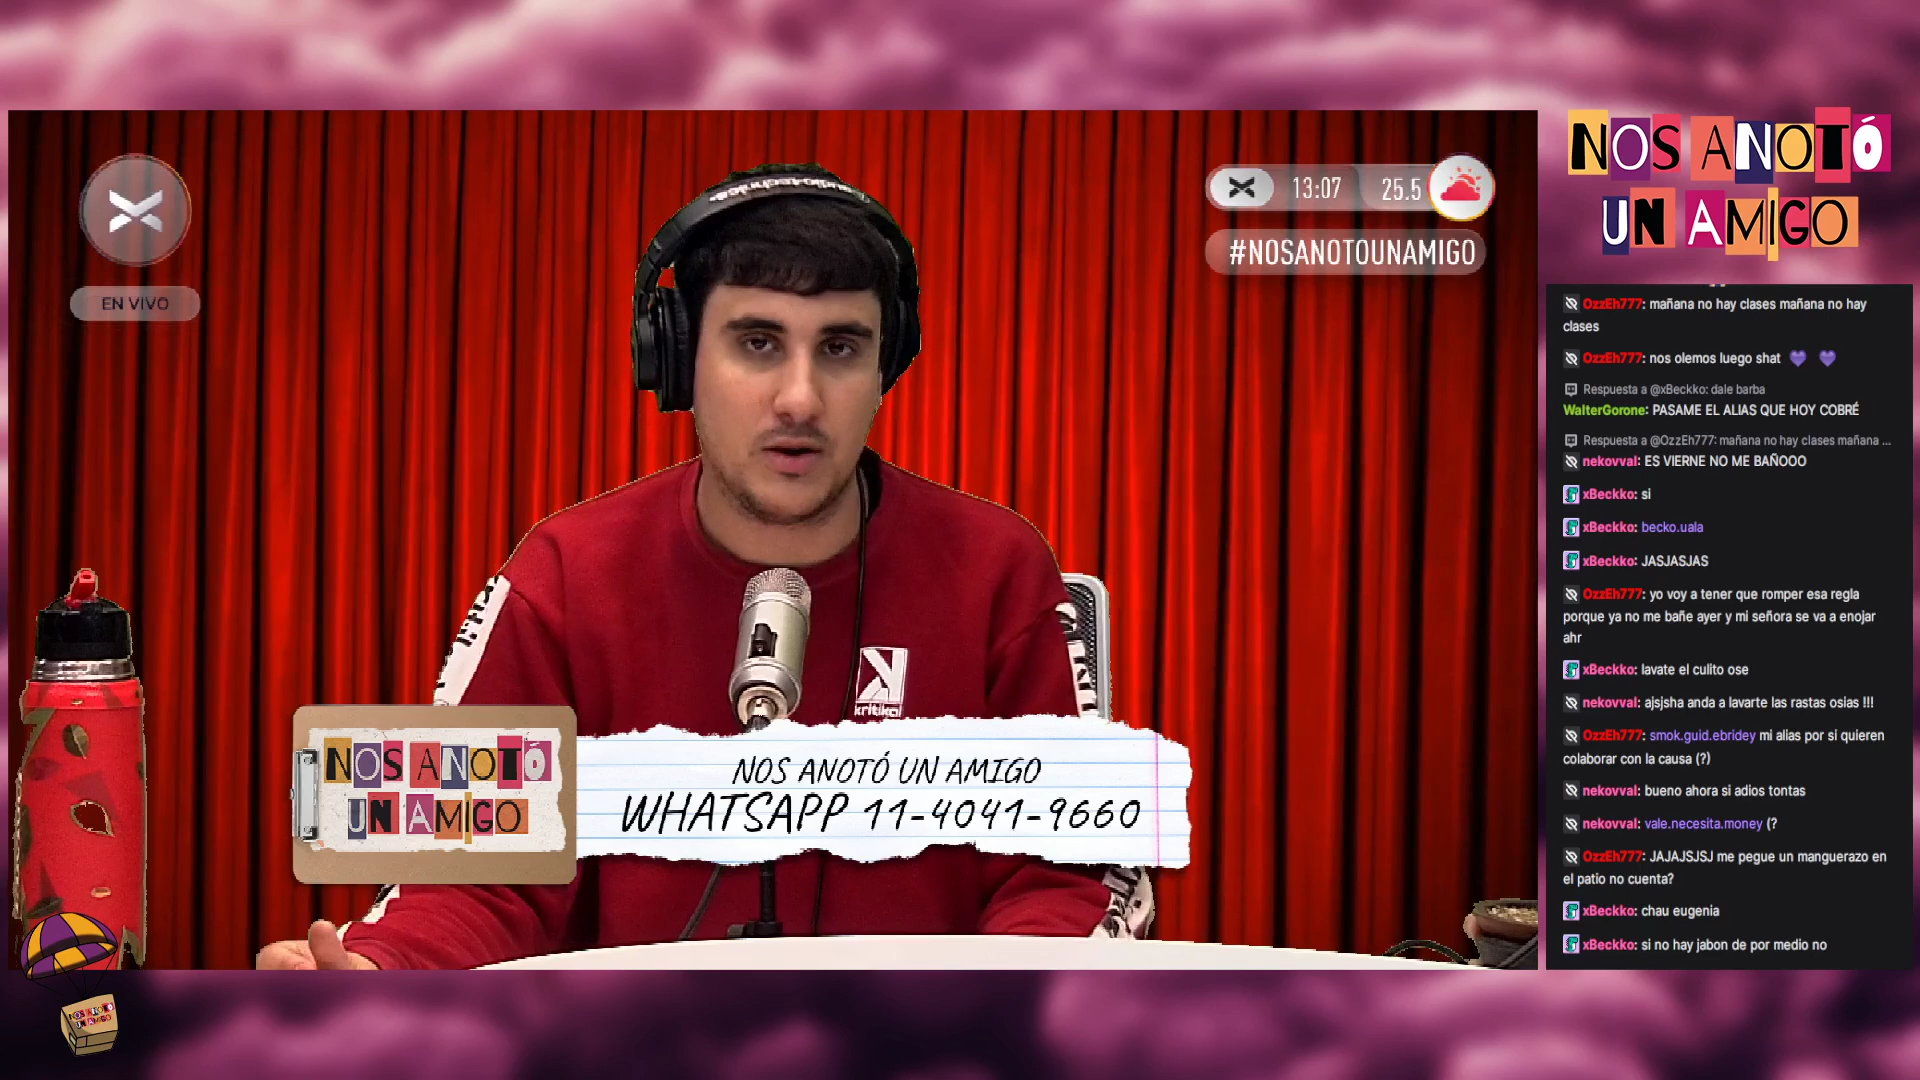 EN VIVO
13:07
25.5
#NOSANOTOUNAMIGO
kritikal
NOS ANOTÓ
UN AMIGO
NOS ANOTÓ UN AMIGO
WHATSAPP 11-4041-9660
NOS ANOTÓ
UN AMIGO
NOS ANOTÓ
UN AMIGO
OzzEh777: mañana no hay clases mañana no hay
clases
OzzEh777: nos olemos luego shat 💜 💜
Respuesta a @xBeckko: dale barba
WalterGorone: PASAME EL ALIAS QUE HOY COBRÉ
Respuesta a @OzzEh777: mañana no hay clases mañana ...
nekovval: ES VIERNE NO ME BAÑOOO
xBeckko: si
xBeckko: becko.uala
xBeckko: JASJASJAS
OzzEh777: yo voy a tener que romper esa regla
porque ya no me bañe ayer y mi señora se va a enojar
ahr
xBeckko: lavate el culito ose
nekovval: ajsjsha anda a lavarte las rastas osias !!!
OzzEh777: smok.guid.ebridey mi alias por si quieren
colaborar con la causa (?)
nekovval: bueno ahora si adios tontas
nekovval: vale.necesita.money (?
OzzEh777: JAJAJSJSJ me pegue un manguerazo en
el patio no cuenta?
xBeckko: chau eugenia
xBeckko: si no hay jabon de por medio no